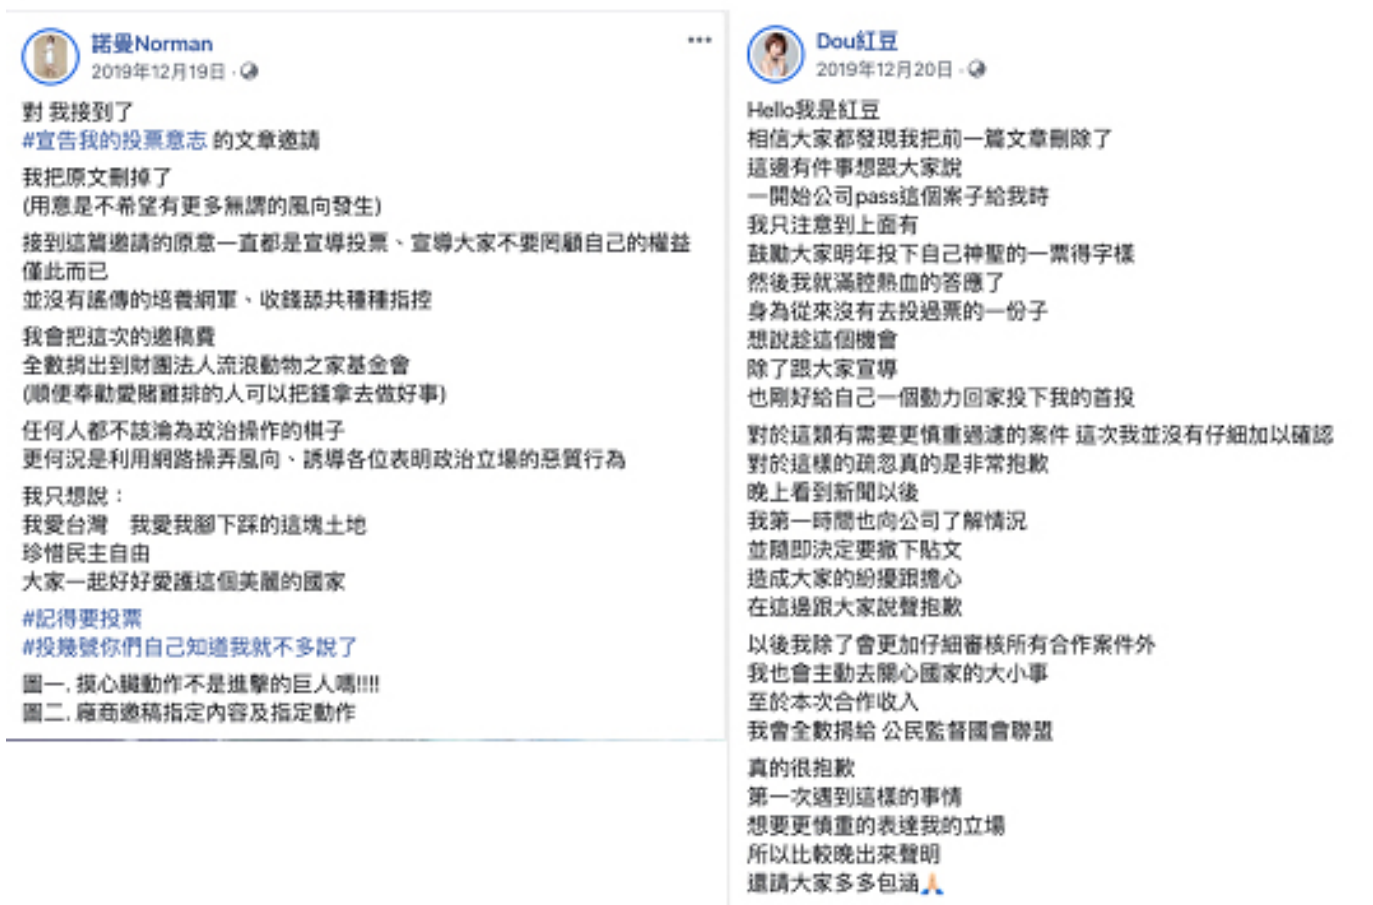 諾曼Norman
2019年12月19日 ·
對 我接到了
#宣告我的投票意志 的文章邀請
我把原文刪掉了
(用意是不希望有更多無謂的風向發生)
接到這篇邀請的原意一直都是宣導投票、宣導大家不要罔顧自己的權益
僅此而已
並沒有謠傳的培養網軍、收錢舔共種種指控
我會把這次的邀稿費
全數捐出到財團法人流浪動物之家基金會
(順便奉勸愛賭雞排的人可以把錢拿去做好事)
任何人都不該淪為政治操作的棋子
更何況是利用網路操弄風向、誘導各位表明政治立場的惡質行為
我只想說：
我愛台灣　我愛我腳下踩的這塊土地
珍惜民主自由
大家一起好好愛護這個美麗的國家
#記得要投票
#投幾號你們自己知道我就不多說了
圖一. 摸心臟動作不是進擊的巨人嗎!!!!
圖二. 廠商邀稿指定內容及指定動作
Dou紅豆
2019年12月20日 ·
Hello我是紅豆
相信大家都發現我把前一篇文章刪除了
這邊有件事想跟大家說
一開始公司pass這個案子給我時
我只注意到上面有
鼓勵大家明年投下自己神聖的一票得字樣
然後我就滿腔熱血的答應了
身為從來沒有去投過票的一份子
想說趁這個機會
除了跟大家宣導
也剛好給自己一個動力回家投下我的首投
對於這類有需要更慎重過濾的案件 這次我並沒有仔細加以確認
對於這樣的疏忽真的是非常抱歉
晚上看到新聞以後
我第一時間也向公司了解情況
並隨即決定要撤下貼文
造成大家的紛擾跟擔心
在這邊跟大家說聲抱歉
以後我除了會更加仔細審核所有合作案件外
我也會主動去關心國家的大小事
至於本次合作收入
我會全數捐給 公民監督國會聯盟
真的很抱歉
第一次遇到這樣的事情
想要更慎重的表達我的立場
所以比較晚出來聲明
還請大家多多包涵🙏